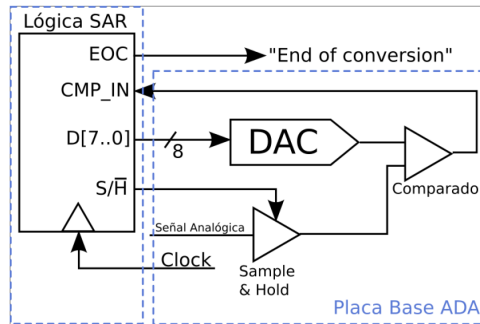 Lógica SAR
EOC
"End of conversion"
CMP_IN
D[7..0]
8
DAC
S/H̅
Comparado
Señal Analógica
Clock
Sample
& Hold
Placa Base ADA